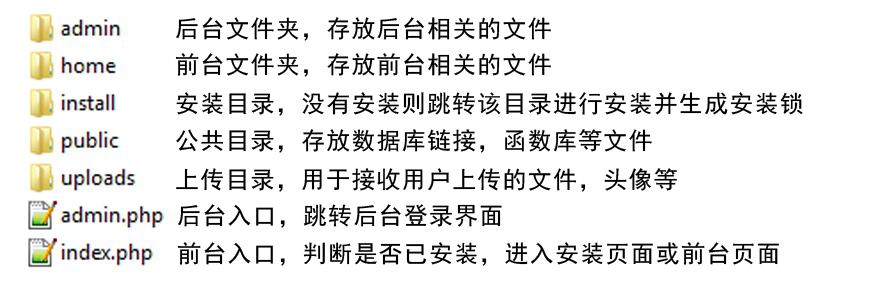 admin 后台文件夹，存放后台相关的文件
home 前台文件夹，存放前台相关的文件
install 安装目录，没有安装则跳转该目录进行安装并生成安装锁
public 公共目录，存放数据库链接，函数库等文件
uploads 上传目录，用于接收用户上传的文件，头像等
admin.php 后台入口，跳转后台登录界面
index.php 前台入口，判断是否已安装，进入安装页面或前台页面